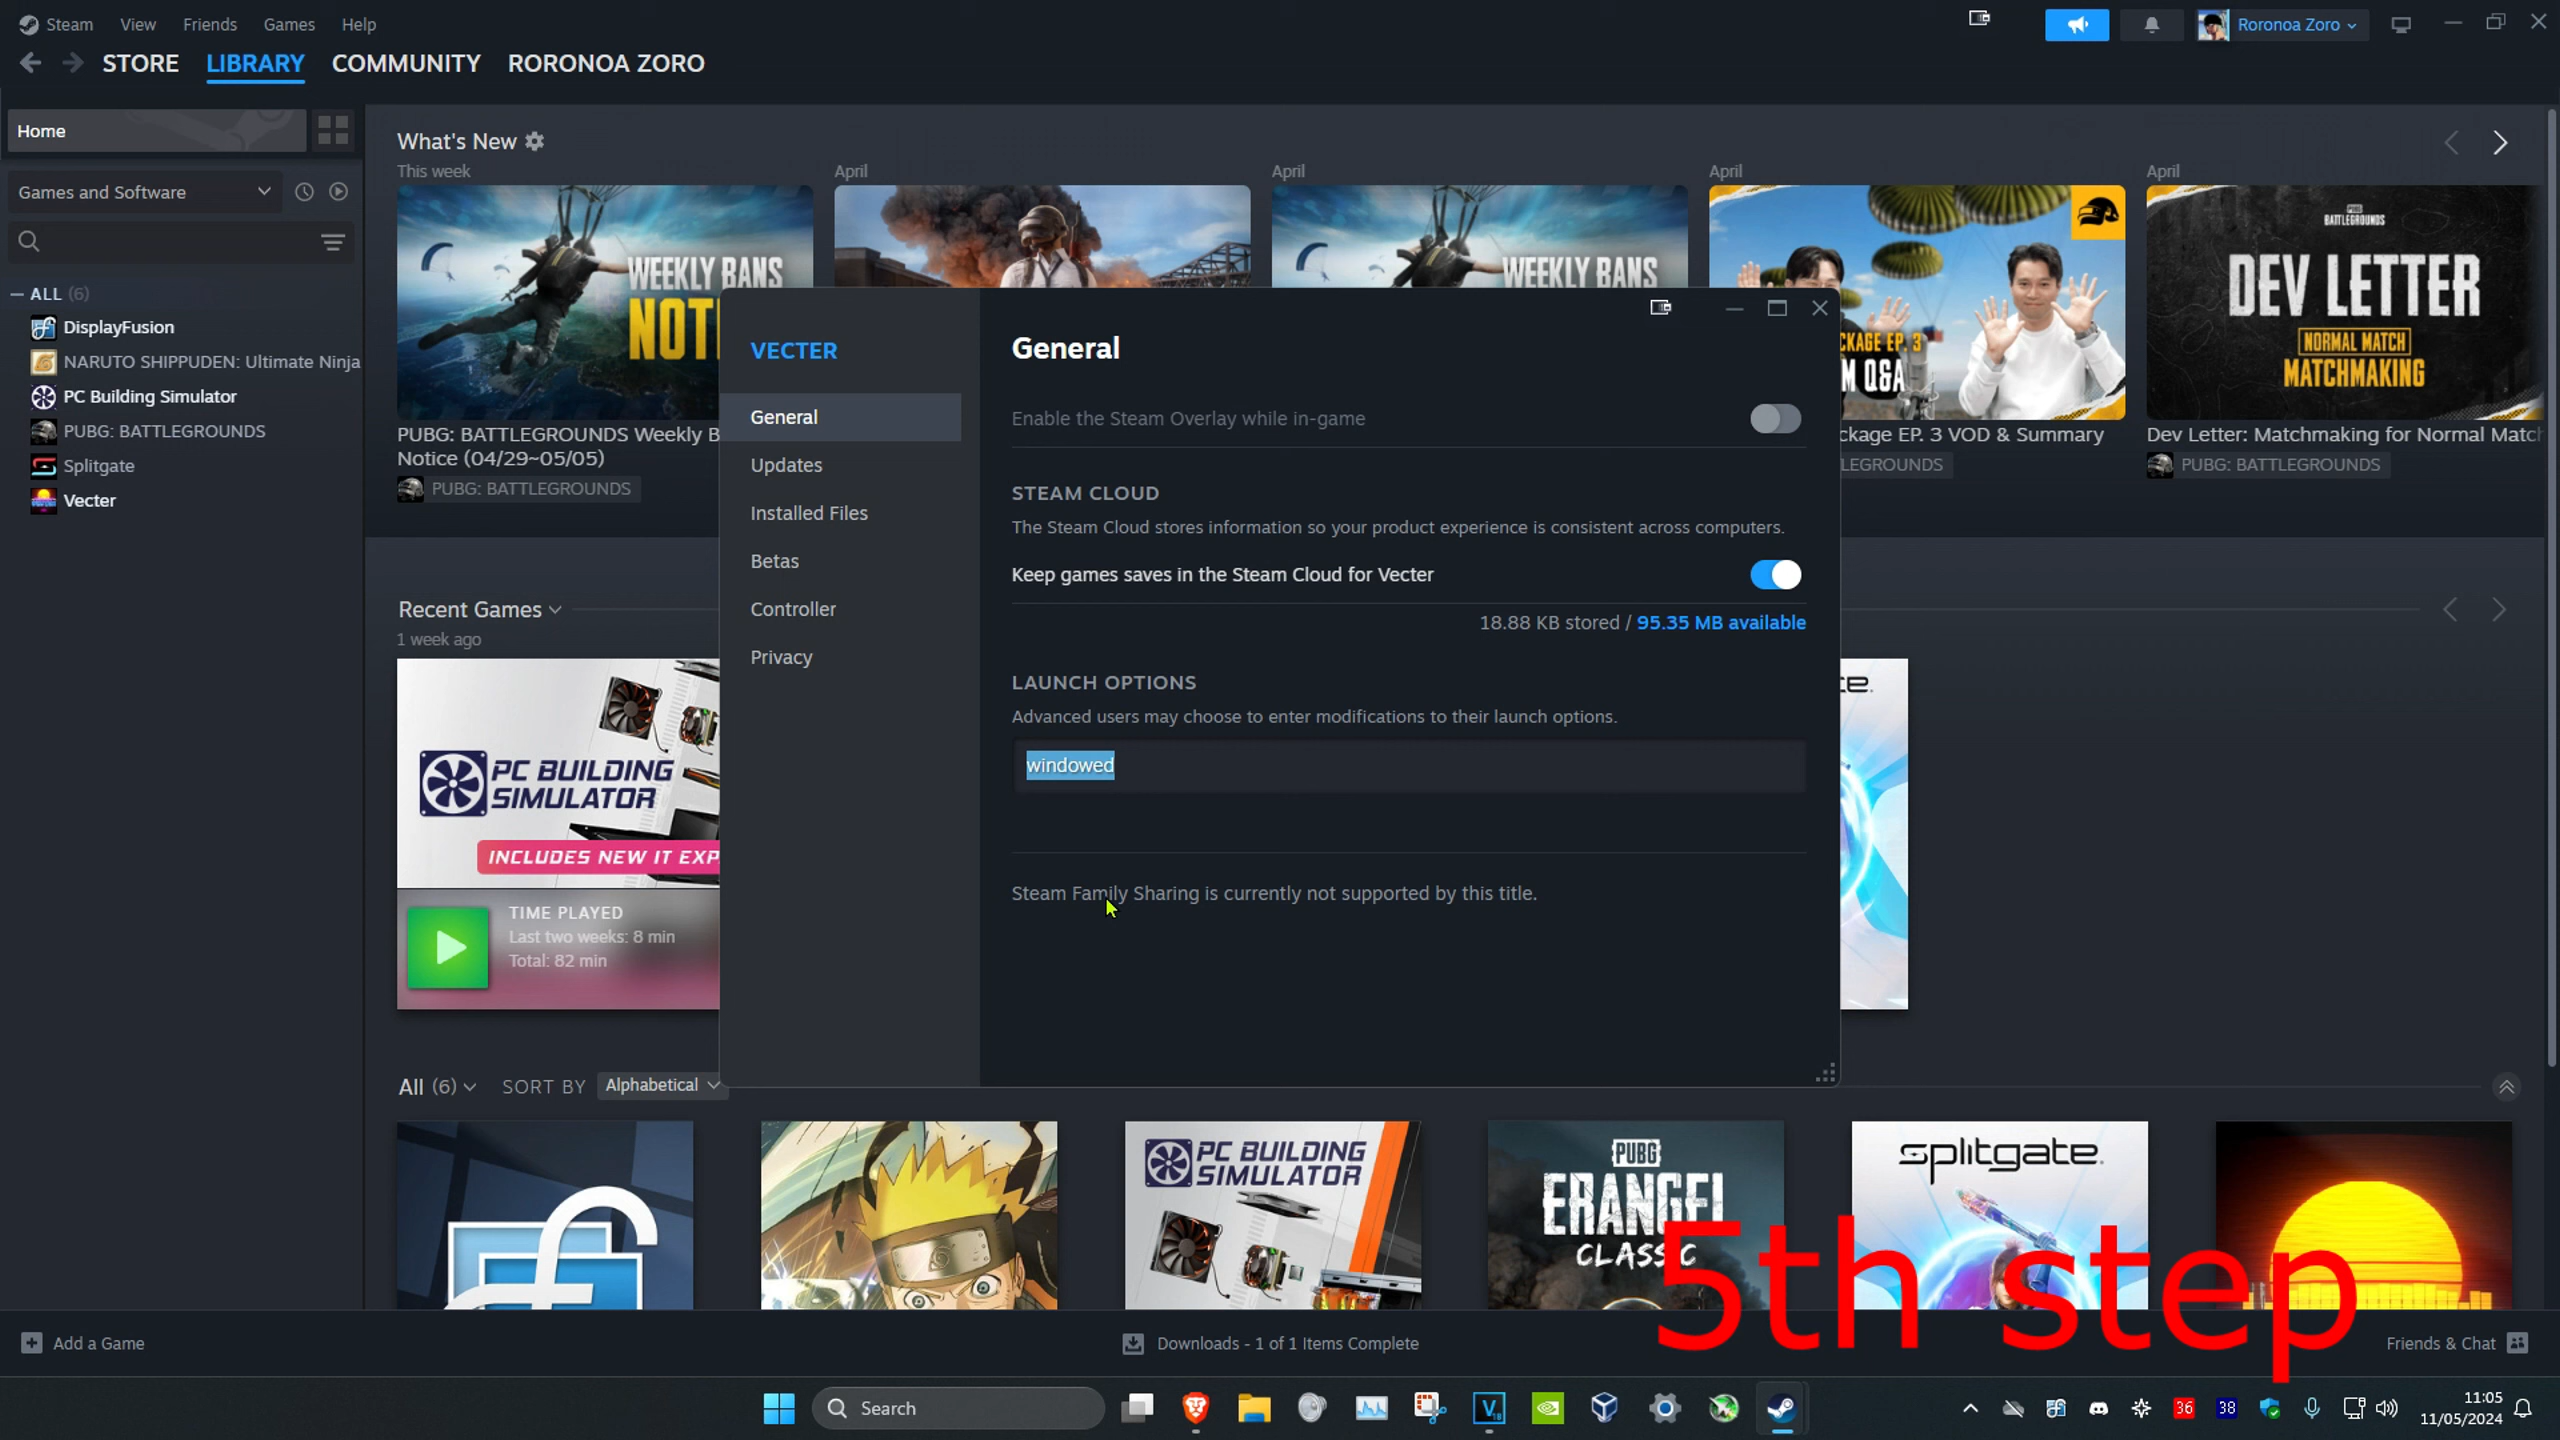 Steam View Friends Games Help
Roronoa Zoro
STORE LIBRARY COMMUNITY RORONOA ZORO
Home
Games and Software
ALL (6)
DisplayFusion
NARUTO SHIPPUDEN: Ultimate Ninja
PC Building Simulator
PUBG: BATTLEGROUNDS
Splitgate
Vecter
What's New
This week
April
April
April
April
WEEKLY BANS
WEEKLY BANS
CKAGE EP. 3
Q&A
BATTLEGROUNDS
DEV LETTER
NORMAL MATCH
MATCHMAKING
PUBG: BATTLEGROUNDS Weekly B
Notice (04/29~05/05)
PUBG: BATTLEGROUNDS
ckage EP. 3 VOD & Summary
LEGROUNDS
Dev Letter: Matchmaking for Normal Match
PUBG: BATTLEGROUNDS
VECTER
General
Updates
Installed Files
Betas
Controller
Privacy
General
Enable the Steam Overlay while in-game
STEAM CLOUD
The Steam Cloud stores information so your product experience is consistent across computers.
Keep games saves in the Steam Cloud for Vecter
18.88 KB stored / 95.35 MB available
LAUNCH OPTIONS
Advanced users may choose to enter modifications to their launch options.
windowed
Steam Family Sharing is currently not supported by this title.
Recent Games
1 week ago
PC BUILDING
SIMULATOR
INCLUDES NEW IT EXP
TIME PLAYED
Last two weeks: 8 min
Total: 82 min
All (6) SORT BY Alphabetical
PC BUILDING
SIMULATOR
PUBG
ERANGEL
CLASSIC
splitgate.
5th step
Add a Game
Downloads - 1 of 1 Items Complete
Friends & Chat
Search
36
38
11:05
11/05/2024